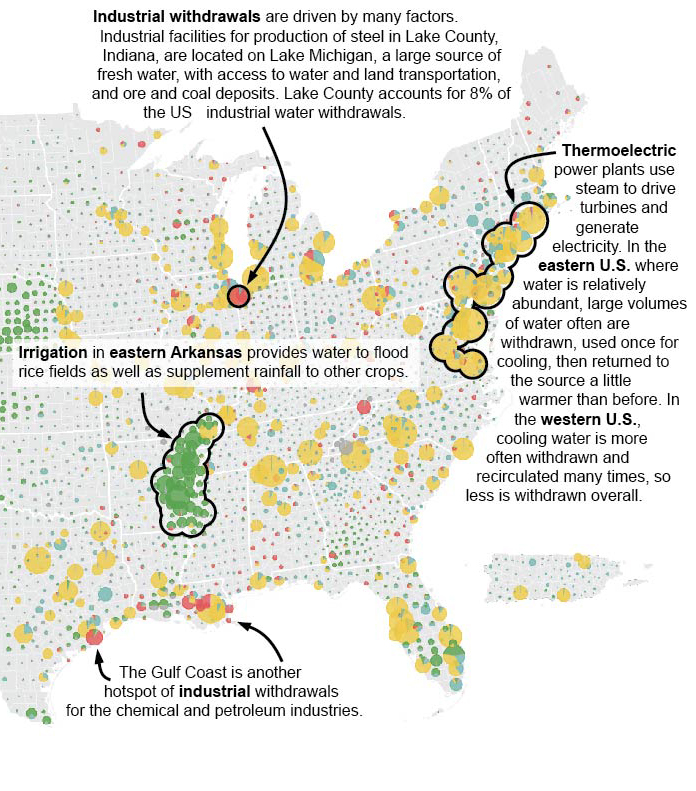 Industrial withdrawals are driven by many factors.
Industrial facilities for production of steel in Lake County,
Indiana, are located on Lake Michigan, a large source of
fresh water, with access to water and land transportation,
and ore and coal deposits. Lake County accounts for 8% of
the US industrial water withdrawals.
Thermoelectric
power plants use
steam to drive
turbines and
generate
electricity. In the
eastern U.S. where
water is relatively
abundant, large volumes
of water often are
withdrawn, used once for
cooling, then returned to
the source a little
warmer than before. In
the western U.S.,
cooling water is more
often withdrawn and
recirculated many times, so
less is withdrawn overall.
Irrigation in eastern Arkansas provides water to flood
rice fields as well as supplement rainfall to other crops.
The Gulf Coast is another
hotspot of industrial withdrawals
for the chemical and petroleum industries.